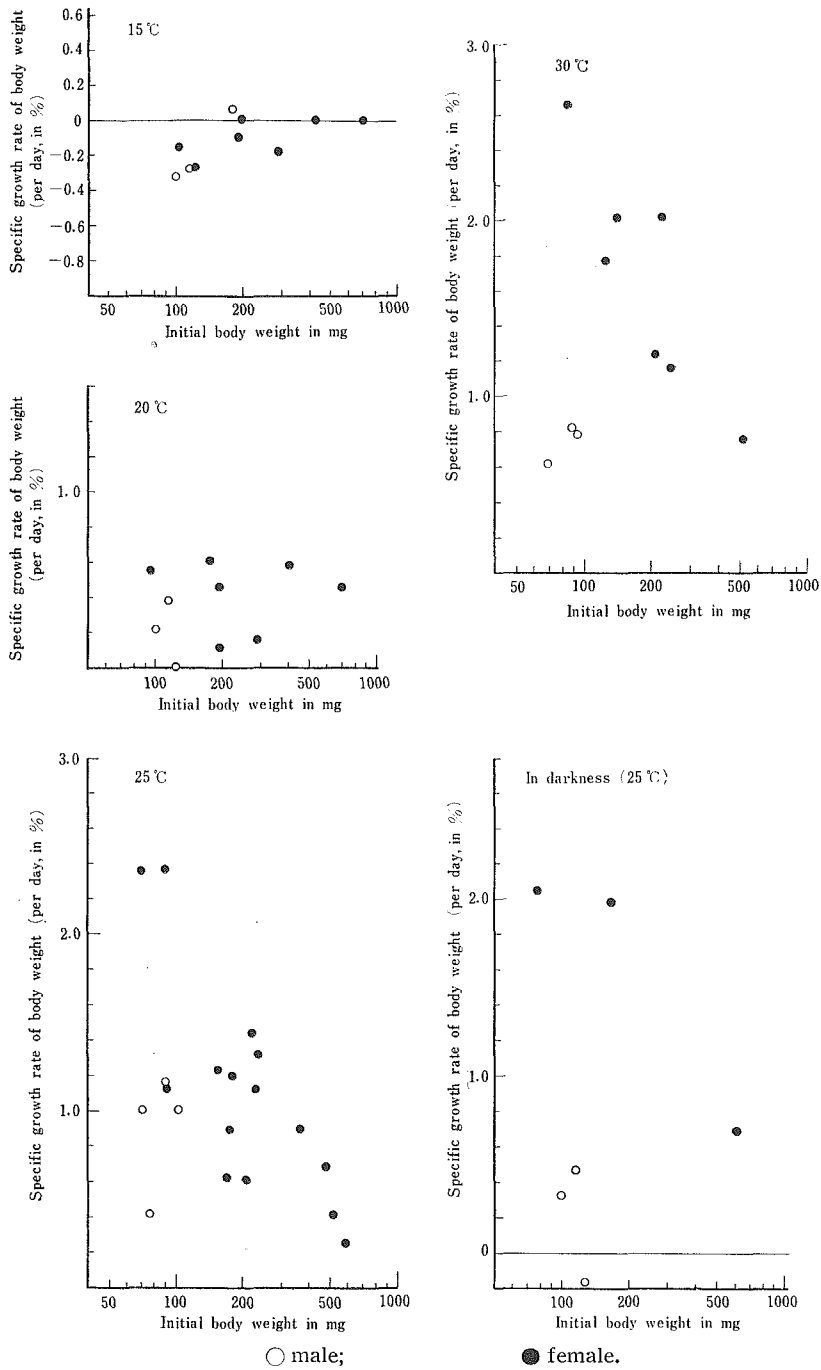 15℃
Specific growth rate of body weight
(per day, in %)
0.6
0.4
0.2
0
−0.2
−0.4
−0.6
−0.8
50 100 200 500 1000
Initial body weight in mg
30℃
Specific growth rate of body weight (per day, in %)
3.0
2.0
1.0
50 100 200 500 1000
Initial body weight in mg
20℃
Specific growth rate of body weight
(per day, in %)
1.0
100 200 500 1000
Initial body weight in mg
25℃
Specific growth rate of body weight (per day, in %)
3.0
2.0
1.0
50 100 200 500 1000
Initial body weight in mg
In darkness (25℃)
Specific growth rate of body weight (per day, in %)
2.0
1.0
0
100 200 500 1000
Initial body weight in mg
○ male; ● female.